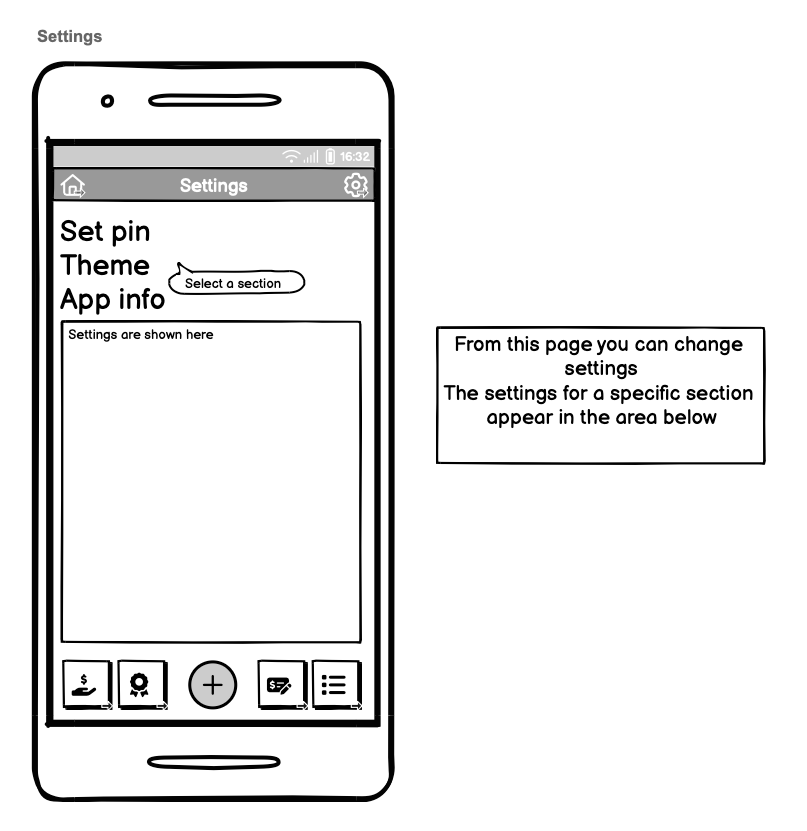 Settings
16:32
Settings
Set pin
Theme
Select a section
App info
Settings are shown here
From this page you can change
settings
The settings for a specific section
appear in the area below
$
$